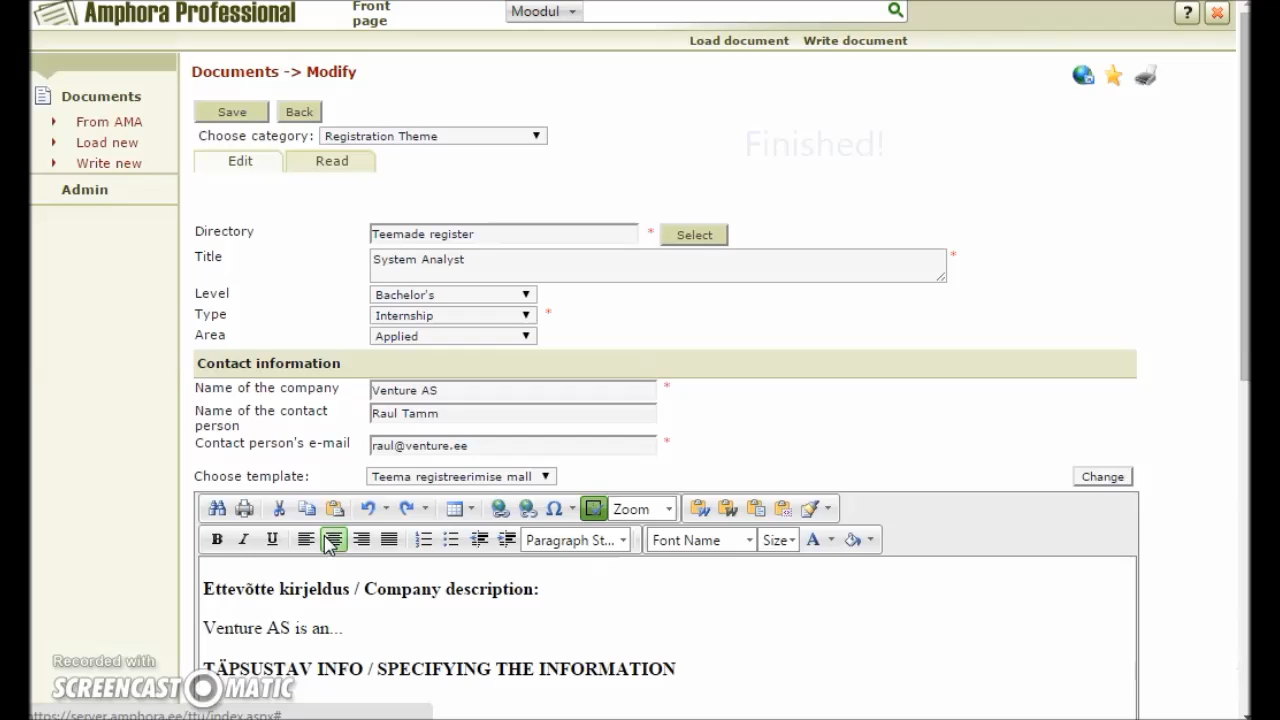 Amphora Professional
Front page
Moodul
?
Load document Write document
Documents -> Modify
Documents
From AMA
Load new
Write new
Admin
Save Back
Choose category: Registration Theme
Finished!
Edit Read
Directory Teemade register * Select
Title System Analyst *
Level Bachelor's
Type Internship *
Area Applied
Contact information
Name of the company Venture AS *
Name of the contact person Raul Tamm
Contact person's e-mail raul@venture.ee *
Choose template: Teema registreerimise mall Change
Zoom
B I U Paragraph St... Font Name Size A
Ettevõtte kirjeldus / Company description:
Venture AS is an...
TÄPSUSTAV INFO / SPECIFYING THE INFORMATION
Recorded with
SCREENCAST-O-MATIC
https://server.amphora.ee/ttu/index.aspx#